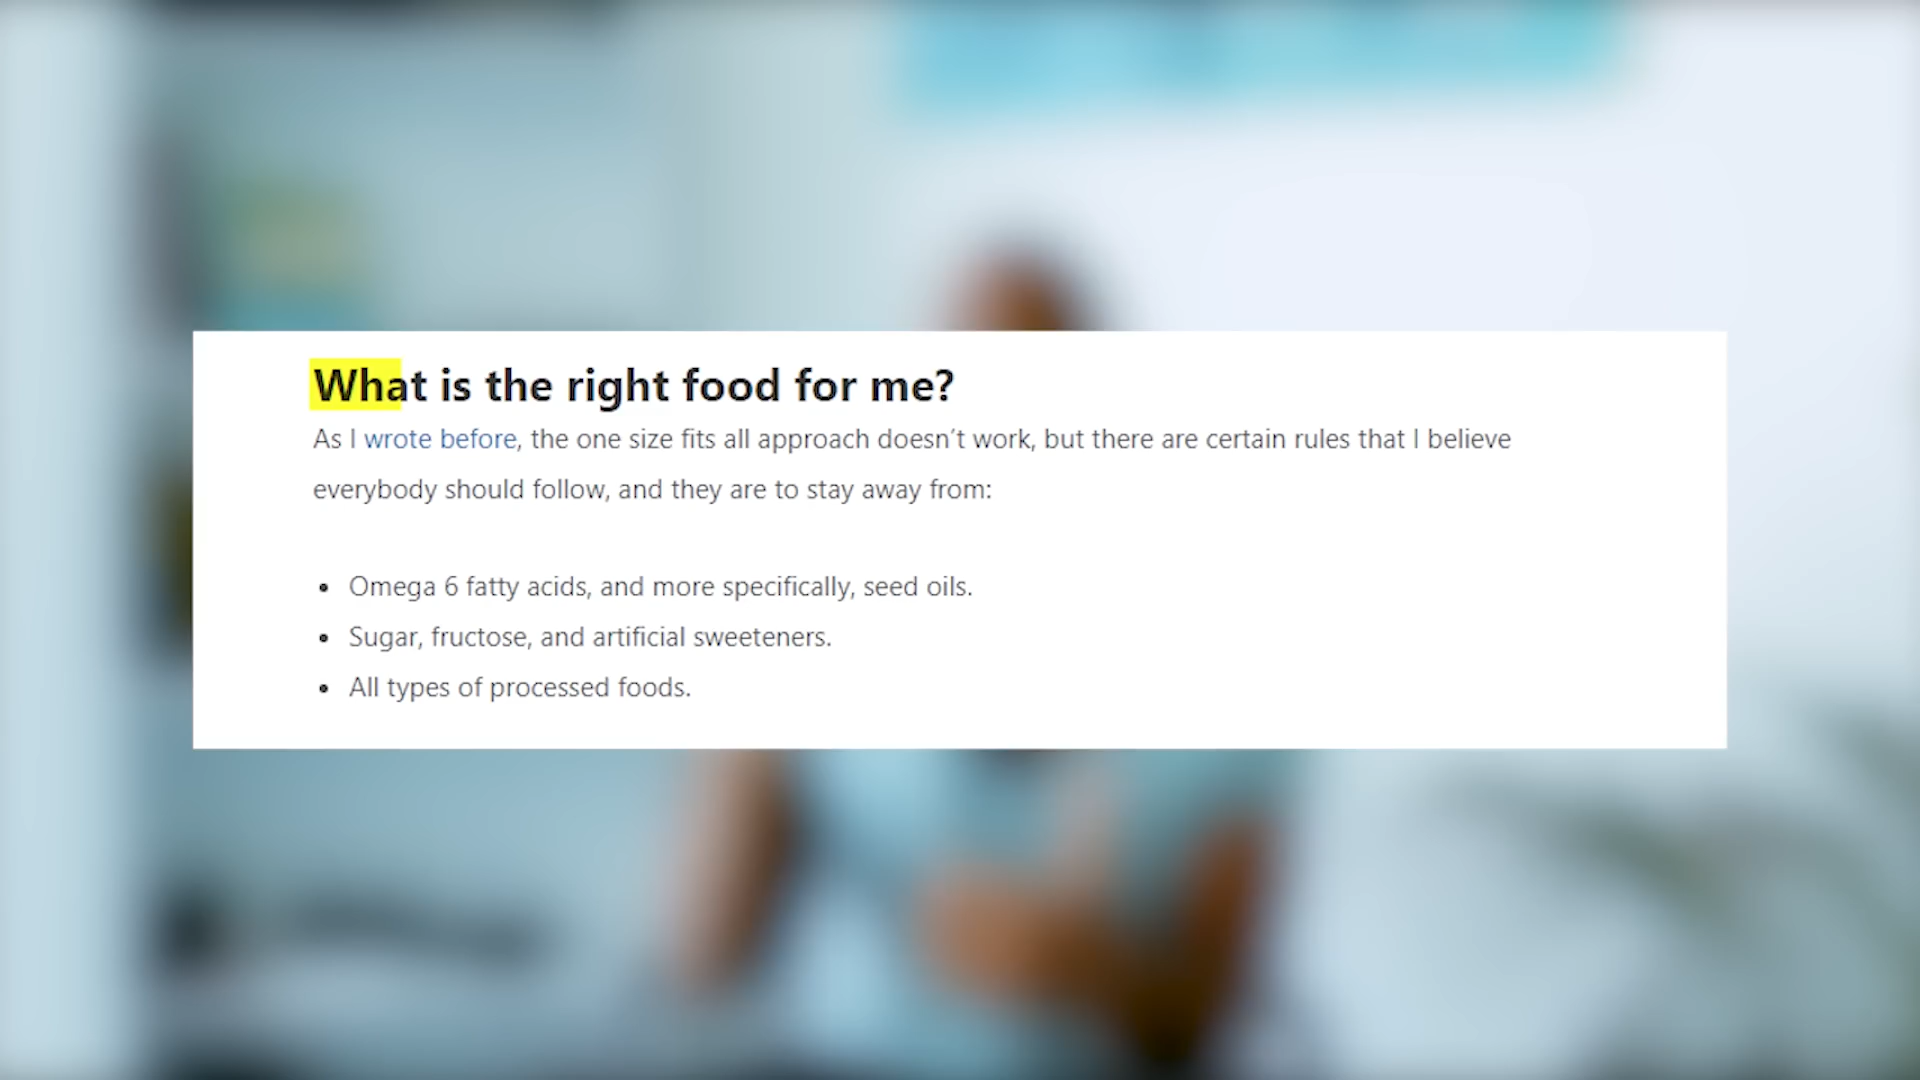 What is the right food for me?
As I wrote before, the one size fits all approach doesn’t work, but there are certain rules that I believe
everybody should follow, and they are to stay away from:
• Omega 6 fatty acids, and more specifically, seed oils.
• Sugar, fructose, and artificial sweeteners.
• All types of processed foods.